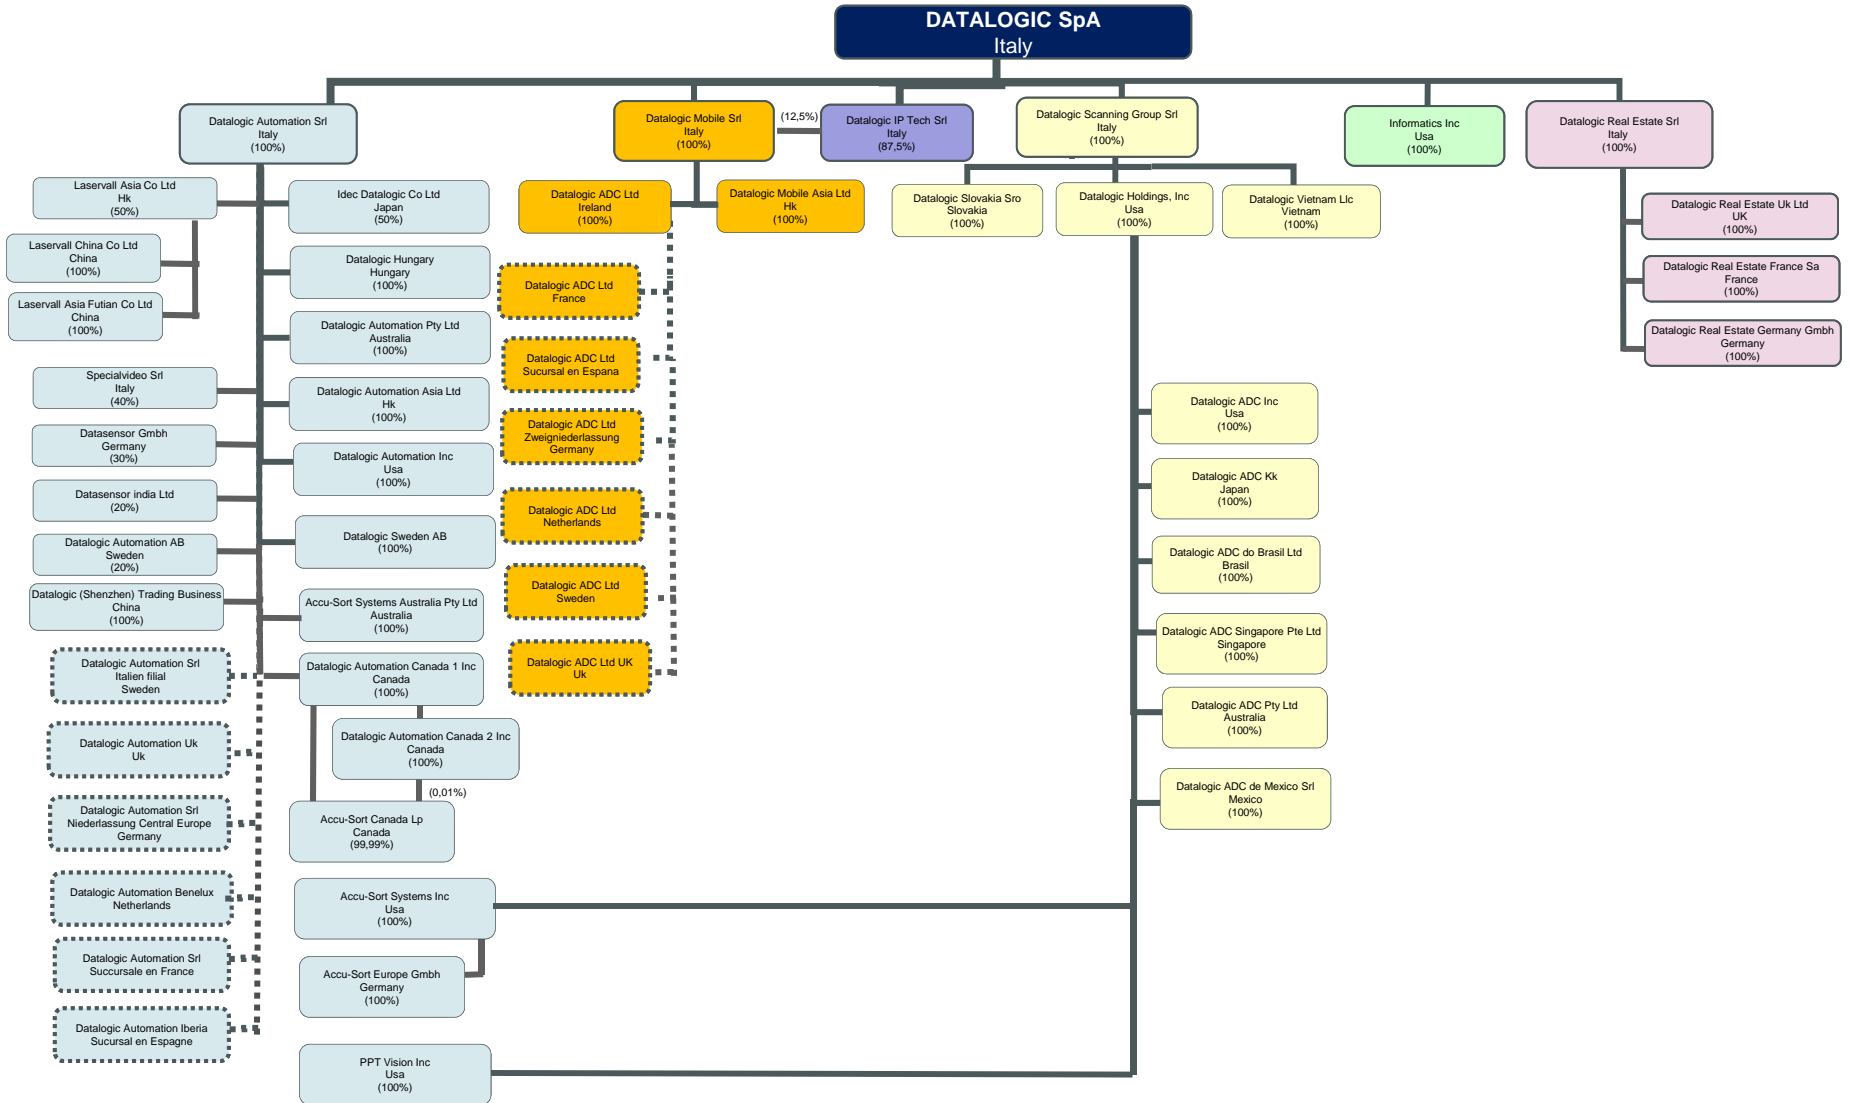 DATALOGIC SpA
Italy
Datalogic Automation Srl
Italy
(100%)
Datalogic Mobile Srl
Italy
(100%)
(12,5%)
Datalogic IP Tech Srl
Italy
(87,5%)
Datalogic Scanning Group Srl
Italy
(100%)
Informatics Inc
Usa
(100%)
Datalogic Real Estate Srl
Italy
(100%)
Laservall Asia Co Ltd
Hk
(50%)
Laservall China Co Ltd
China
(100%)
Laservall Asia Futian Co Ltd
China
(100%)
Specialvideo Srl
Italy
(40%)
Datasensor Gmbh
Germany
(30%)
Datasensor india Ltd
(20%)
Datalogic Automation AB
Sweden
(20%)
Datalogic (Shenzhen) Trading Business
China
(100%)
Datalogic Automation Srl
Italien filial
Sweden
Datalogic Automation Uk
Uk
Datalogic Automation Srl
Niederlassung Central Europe
Germany
Datalogic Automation Benelux
Netherlands
Datalogic Automation Srl
Succursale en France
Datalogic Automation Iberia
Sucursal en Espagne
Idec Datalogic Co Ltd
Japan
(50%)
Datalogic Hungary
Hungary
(100%)
Datalogic Automation Pty Ltd
Australia
(100%)
Datalogic Automation Asia Ltd
Hk
(100%)
Datalogic Automation Inc
Usa
(100%)
Datalogic Sweden AB
(100%)
Accu-Sort Systems Australia Pty Ltd
Australia
(100%)
Datalogic Automation Canada 1 Inc
Canada
(100%)
Datalogic Automation Canada 2 Inc
Canada
(100%)
(0,01%)
Accu-Sort Canada Lp
Canada
(99,99%)
Accu-Sort Systems Inc
Usa
(100%)
Accu-Sort Europe Gmbh
Germany
(100%)
PPT Vision Inc
Usa
(100%)
Datalogic ADC Ltd
Ireland
(100%)
Datalogic Mobile Asia Ltd
Hk
(100%)
Datalogic ADC Ltd
France
Datalogic ADC Ltd
Sucursal en Espana
Datalogic ADC Ltd
Zweigniederlassung
Germany
Datalogic ADC Ltd
Netherlands
Datalogic ADC Ltd
Sweden
Datalogic ADC Ltd UK
Uk
Datalogic Slovakia Sro
Slovakia
(100%)
Datalogic Holdings, Inc
Usa
(100%)
Datalogic Vietnam Llc
Vietnam
(100%)
Datalogic ADC Inc
Usa
(100%)
Datalogic ADC Kk
Japan
(100%)
Datalogic ADC do Brasil Ltd
Brasil
(100%)
Datalogic ADC Singapore Pte Ltd
Singapore
(100%)
Datalogic ADC Pty Ltd
Australia
(100%)
Datalogic ADC de Mexico Srl
Mexico
(100%)
Datalogic Real Estate Uk Ltd
UK
(100%)
Datalogic Real Estate France Sa
France
(100%)
Datalogic Real Estate Germany Gmbh
Germany
(100%)